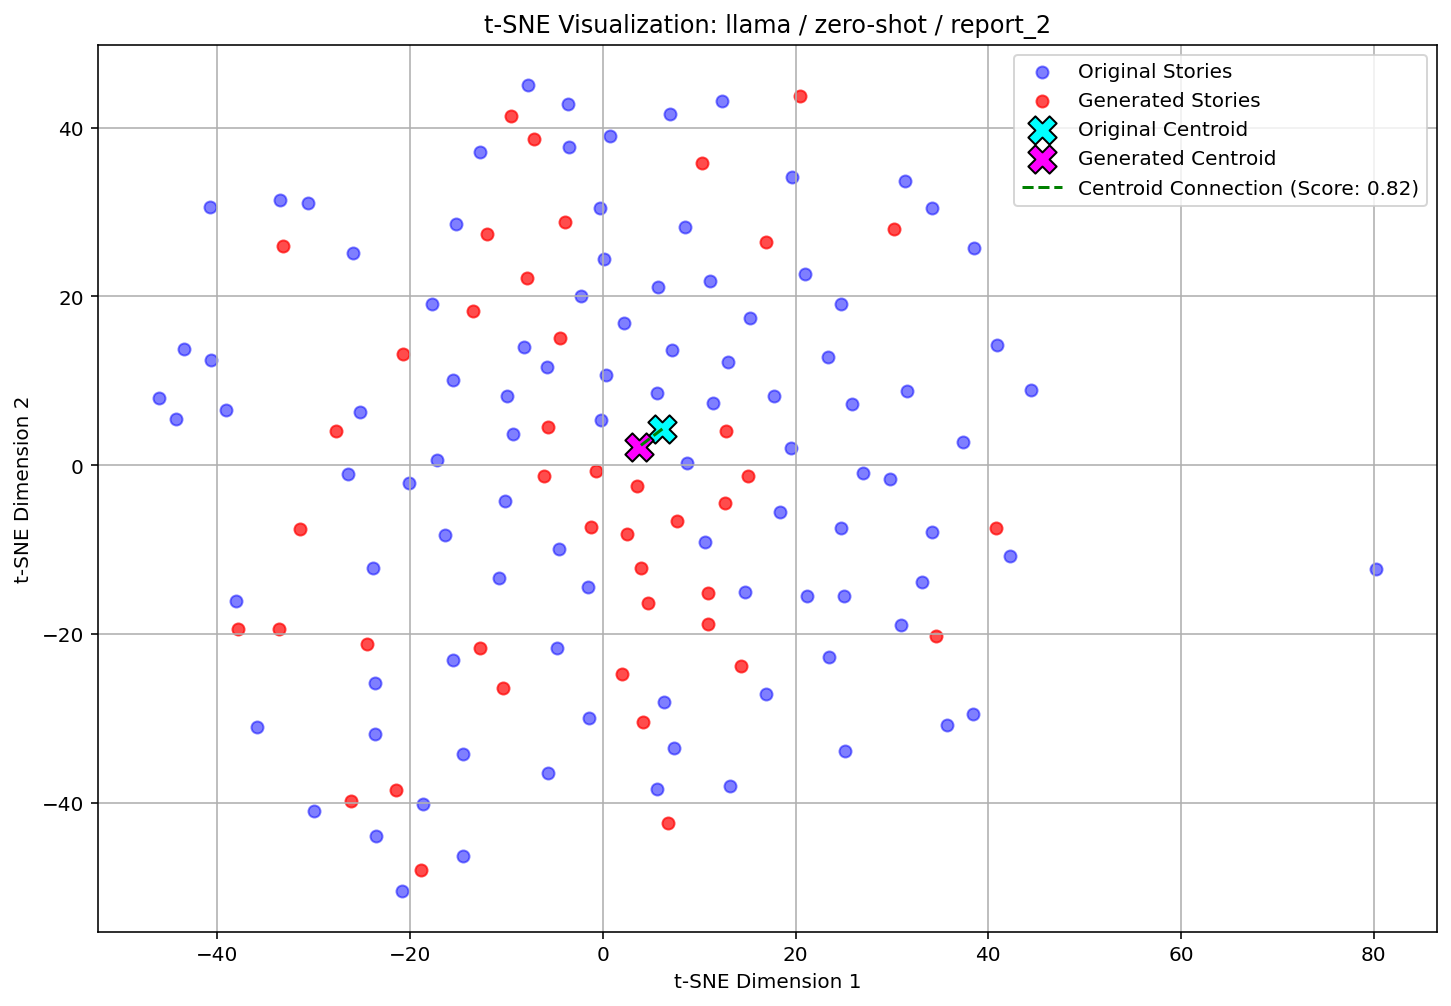 t-SNE Visualization: llama / zero-shot / report_2
Original Stories
Generated Stories
Original Centroid
Generated Centroid
Centroid Connection (Score: 0.82)
40
20
0
−20
−40
t-SNE Dimension 2
−40
−20
0
20
40
60
80
t-SNE Dimension 1